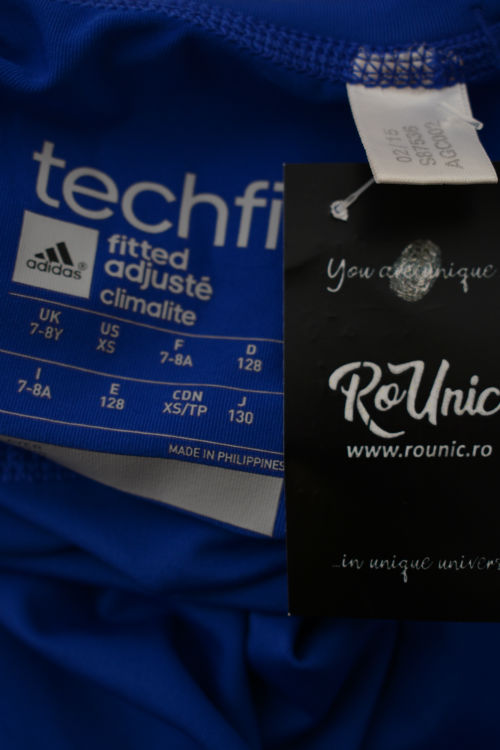 techfi
adidas®
fitted
adjusté
climalite
UK US F D
7-8Y XS 7-8A 128
I E CDN J
7-8A 128 XS/TP 130
MADE IN PHILIPPINES
02/15
S87536
AGC002
You are unique
RoUnic
www.rounic.ro
...in unique univers